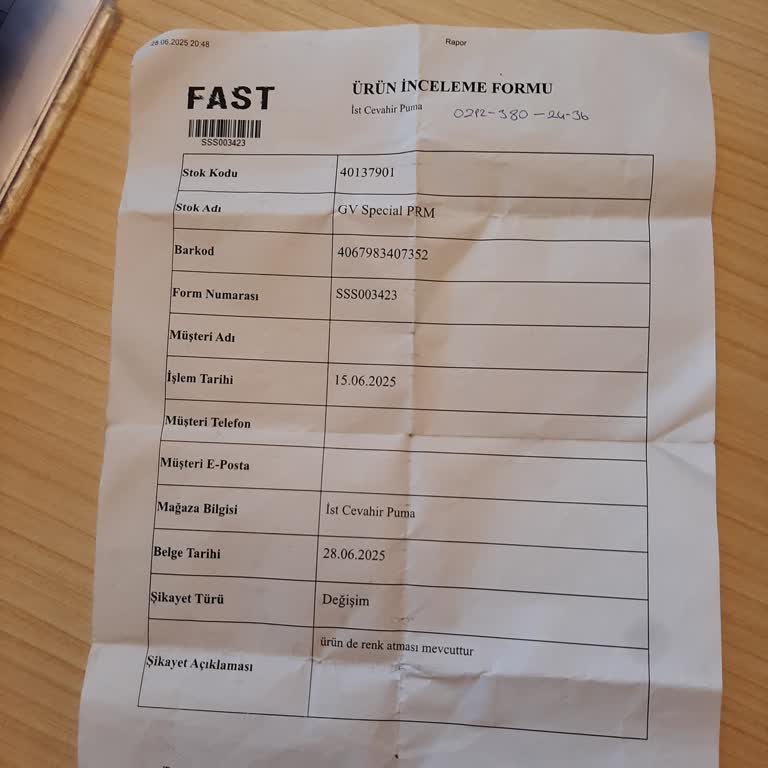 28.06.2025 20:48
Rapor
FAST
ÜRÜN İNCELEME FORMU
İst Cevahir Puma
0212-380-24-36
SSS003423
Stok Kodu 40137901
Stok Adı GV Special PRM
Barkod 4067983407352
Form Numarası SSS003423
Müşteri Adı
İşlem Tarihi 15.06.2025
Müşteri Telefon
Müşteri E-Posta
Mağaza Bilgisi İst Cevahir Puma
Belge Tarihi 28.06.2025
Şikayet Türü Değişim
Şikayet Açıklaması ürün de renk atması mevcuttur